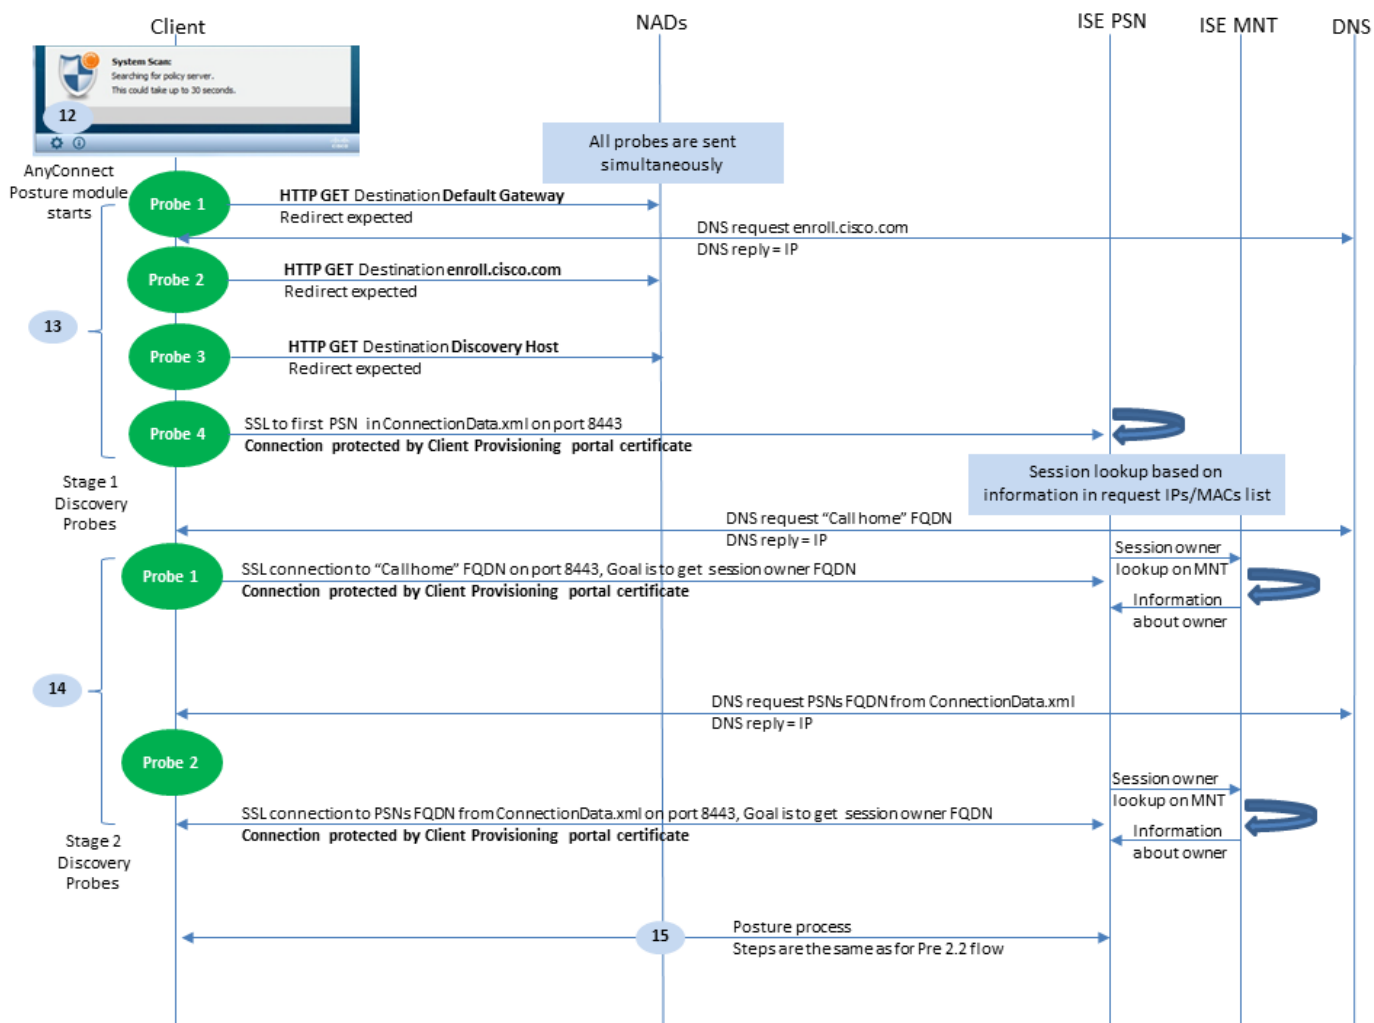 Client
NADs
ISE PSN
ISE MNT
DNS
System Scan:
Searching for policy server.
This could take up to 30 seconds.
12
All probes are sent
simultaneously
AnyConnect
Posture module
starts
Probe 1
HTTP GET Destination Default Gateway
Redirect expected
DNS request enroll.cisco.com
DNS reply = IP
Probe 2
HTTP GET Destination enroll.cisco.com
Redirect expected
13
Probe 3
HTTP GET Destination Discovery Host
Redirect expected
Probe 4
SSL to first PSN in ConnectionData.xml on port 8443
Connection protected by Client Provisioning portal certificate
Session lookup based on
information in request IPs/MACs list
Stage 1
Discovery
Probes
DNS request “Call home” FQDN
DNS reply = IP
Probe 1
SSL connection to “Call home” FQDN on port 8443, Goal is to get session owner FQDN
Connection protected by Client Provisioning portal certificate
Session owner
lookup on MNT
Information
about owner
14
DNS request PSNs FQDN from ConnectionData.xml
DNS reply = IP
Probe 2
SSL connection to PSNs FQDN from ConnectionData.xml on port 8443, Goal is to get session owner FQDN
Connection protected by Client Provisioning portal certificate
Session owner
lookup on MNT
Information
about owner
Stage 2
Discovery
Probes
15
Posture process
Steps are the same as for Pre 2.2 flow